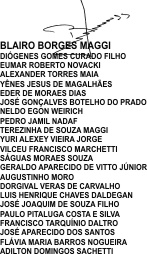 BLAIRO BORGES MAGGI
DIÓGENES GOMES CURADO FILHO
EUMAR ROBERTO NOVACKI
ALEXANDER TORRES MAIA
YÊNES JESUS DE MAGALHÃES
EDER DE MORAES DIAS
JOSÉ GONÇALVES BOTELHO DO PRADO
NELDO EGON WEIRICH
PEDRO JAMIL NADAF
TEREZINHA DE SOUZA MAGGI
YURI ALEXEY VIEIRA JORGE
VILCEU FRANCISCO MARCHETTI
SÁGUAS MORAES SOUZA
GERALDO APARECIDO DE VITTO JÚNIOR
AUGUSTINHO MORO
DORGIVAL VERAS DE CARVALHO
LUIS HENRIQUE CHAVES DALDEGAN
JOSÉ JOAQUIM DE SOUZA FILHO
PAULO PITALUGA COSTA E SILVA
FRANCISCO TARQUÍNIO DALTRO
JOSÉ APARECIDO DOS SANTOS
FLÁVIA MARIA BARROS NOGUEIRA
ADILTON DOMINGOS SACHETTI